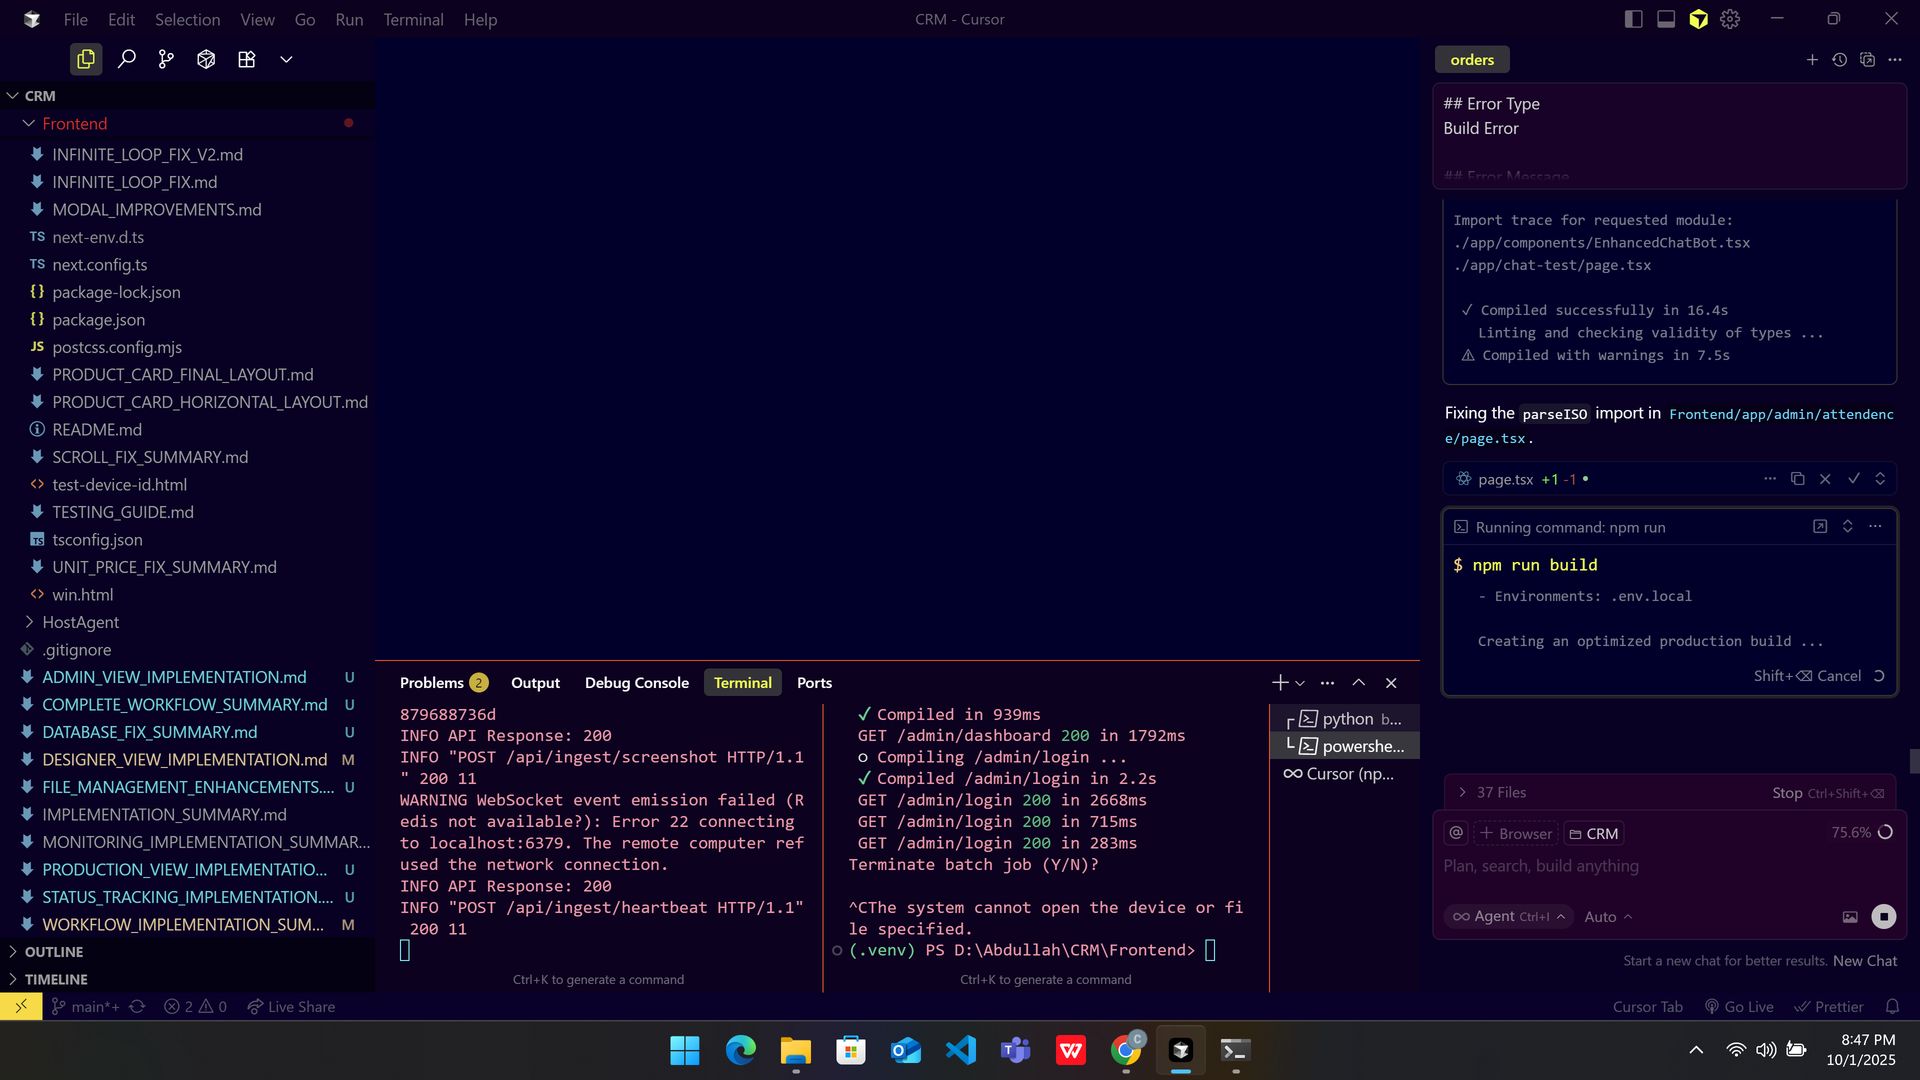 File Edit Selection View Go Run Terminal Help
CRM - Cursor
CRM
Frontend
INFINITE_LOOP_FIX_V2.md
INFINITE_LOOP_FIX.md
MODAL_IMPROVEMENTS.md
TS next-env.d.ts
TS next.config.ts
{} package-lock.json
{} package.json
JS postcss.config.mjs
PRODUCT_CARD_FINAL_LAYOUT.md
PRODUCT_CARD_HORIZONTAL_LAYOUT.md
README.md
SCROLL_FIX_SUMMARY.md
<> test-device-id.html
TESTING_GUIDE.md
TS tsconfig.json
UNIT_PRICE_FIX_SUMMARY.md
<> win.html
HostAgent
.gitignore
ADMIN_VIEW_IMPLEMENTATION.md U
COMPLETE_WORKFLOW_SUMMARY.md U
DATABASE_FIX_SUMMARY.md U
DESIGNER_VIEW_IMPLEMENTATION.md M
FILE_MANAGEMENT_ENHANCEMENTS.... U
IMPLEMENTATION_SUMMARY.md
MONITORING_IMPLEMENTATION_SUMMAR...
PRODUCTION_VIEW_IMPLEMENTATIO... U
STATUS_TRACKING_IMPLEMENTATION.... U
WORKFLOW_IMPLEMENTATION_SUM... M
OUTLINE
TIMELINE
Problems 2 Output Debug Console Terminal Ports
879688736d
INFO API Response: 200
INFO "POST /api/ingest/screenshot HTTP/1.1
" 200 11
WARNING WebSocket event emission failed (R
edis not available?): Error 22 connecting
to localhost:6379. The remote computer ref
used the network connection.
INFO API Response: 200
INFO "POST /api/ingest/heartbeat HTTP/1.1"
200 11
Ctrl+K to generate a command
✓ Compiled in 939ms
GET /admin/dashboard 200 in 1792ms
○ Compiling /admin/login ...
✓ Compiled /admin/login in 2.2s
GET /admin/login 200 in 2668ms
GET /admin/login 200 in 715ms
GET /admin/login 200 in 283ms
Terminate batch job (Y/N)?
^CThe system cannot open the device or fi
le specified.
(.venv) PS D:\Abdullah\CRM\Frontend>
Ctrl+K to generate a command
python b...
powershe...
Cursor (np...
orders
## Error Type
Build Error
## Error Message
Import trace for requested module:
./app/components/EnhancedChatBot.tsx
./app/chat-test/page.tsx
✓ Compiled successfully in 16.4s
Linting and checking validity of types ...
⚠ Compiled with warnings in 7.5s
Fixing the parseISO import in Frontend/app/admin/attendenc
e/page.tsx.
page.tsx +1 -1
Running command: npm run
$ npm run build
- Environments: .env.local
Creating an optimized production build ...
Shift+⌫ Cancel
37 Files Stop Ctrl+Shift+⌫
@ + Browser CRM 75.6%
Plan, search, build anything
Agent Ctrl+I Auto
Start a new chat for better results. New Chat
main*+ 2 0 Live Share
Cursor Tab Go Live Prettier
8:47 PM
10/1/2025